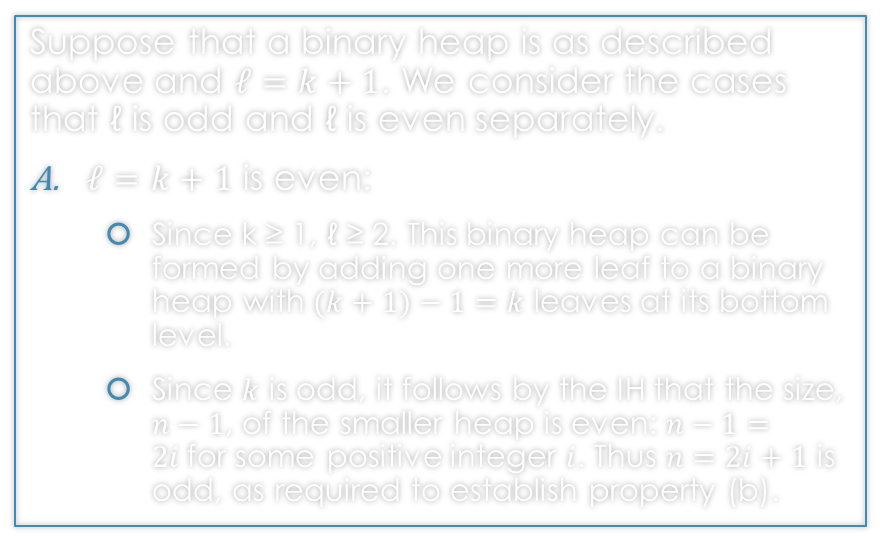 Suppose that a binary heap is as described
above and ℓ = k + 1. We consider the cases
that ℓ is odd and ℓ is even separately.
A. ℓ = k + 1 is even:
Since k ≥ 1, ℓ ≥ 2. This binary heap can be
formed by adding one more leaf to a binary
heap with (k + 1) − 1 = k leaves at its bottom
level.
Since k is odd, it follows by the IH that the size,
n − 1, of the smaller heap is even: n − 1 =
2i for some positive integer i. Thus n = 2i + 1 is
odd, as required to establish property (b).